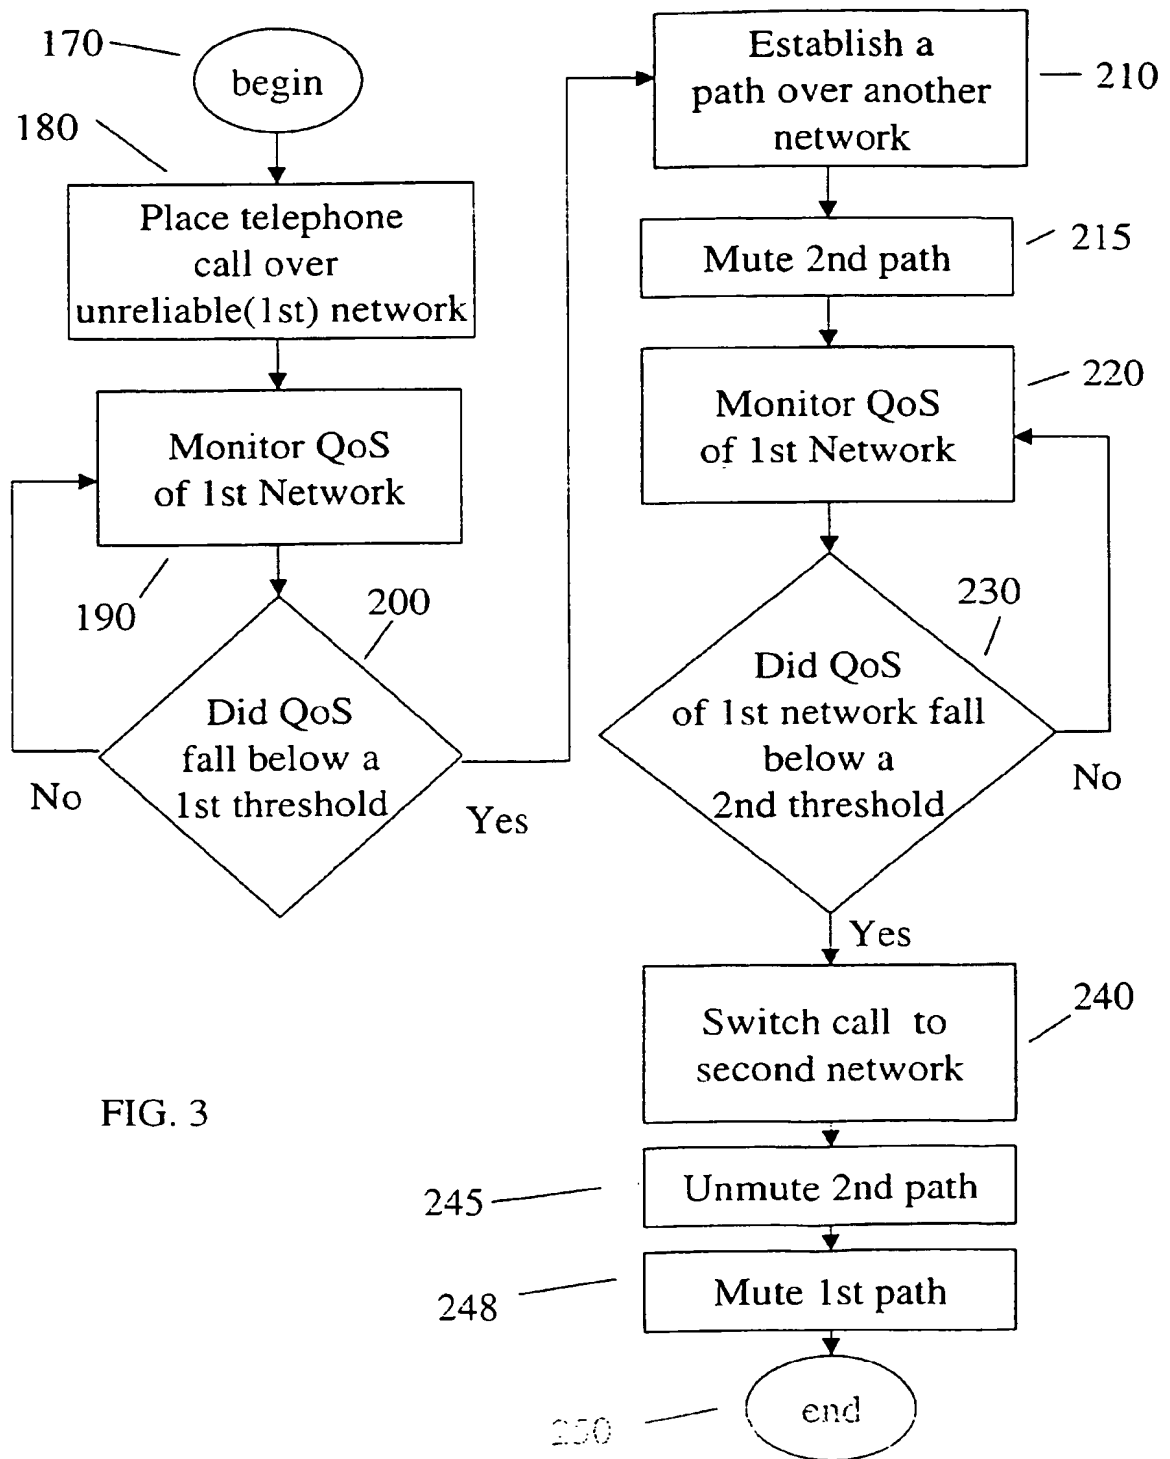 170
begin
180
Place telephone
call over
unreliable(1st) network
Monitor QoS
of 1st Network
190
200
Did QoS
fall below a
1st threshold
No
Yes
Establish a
path over another
network
210
Mute 2nd path
215
Monitor QoS
of 1st Network
220
230
Did QoS
of 1st network fall
below a
2nd threshold
No
Yes
Switch call to
second network
240
FIG. 3
Unmute 2nd path
245
Mute 1st path
248
end
250